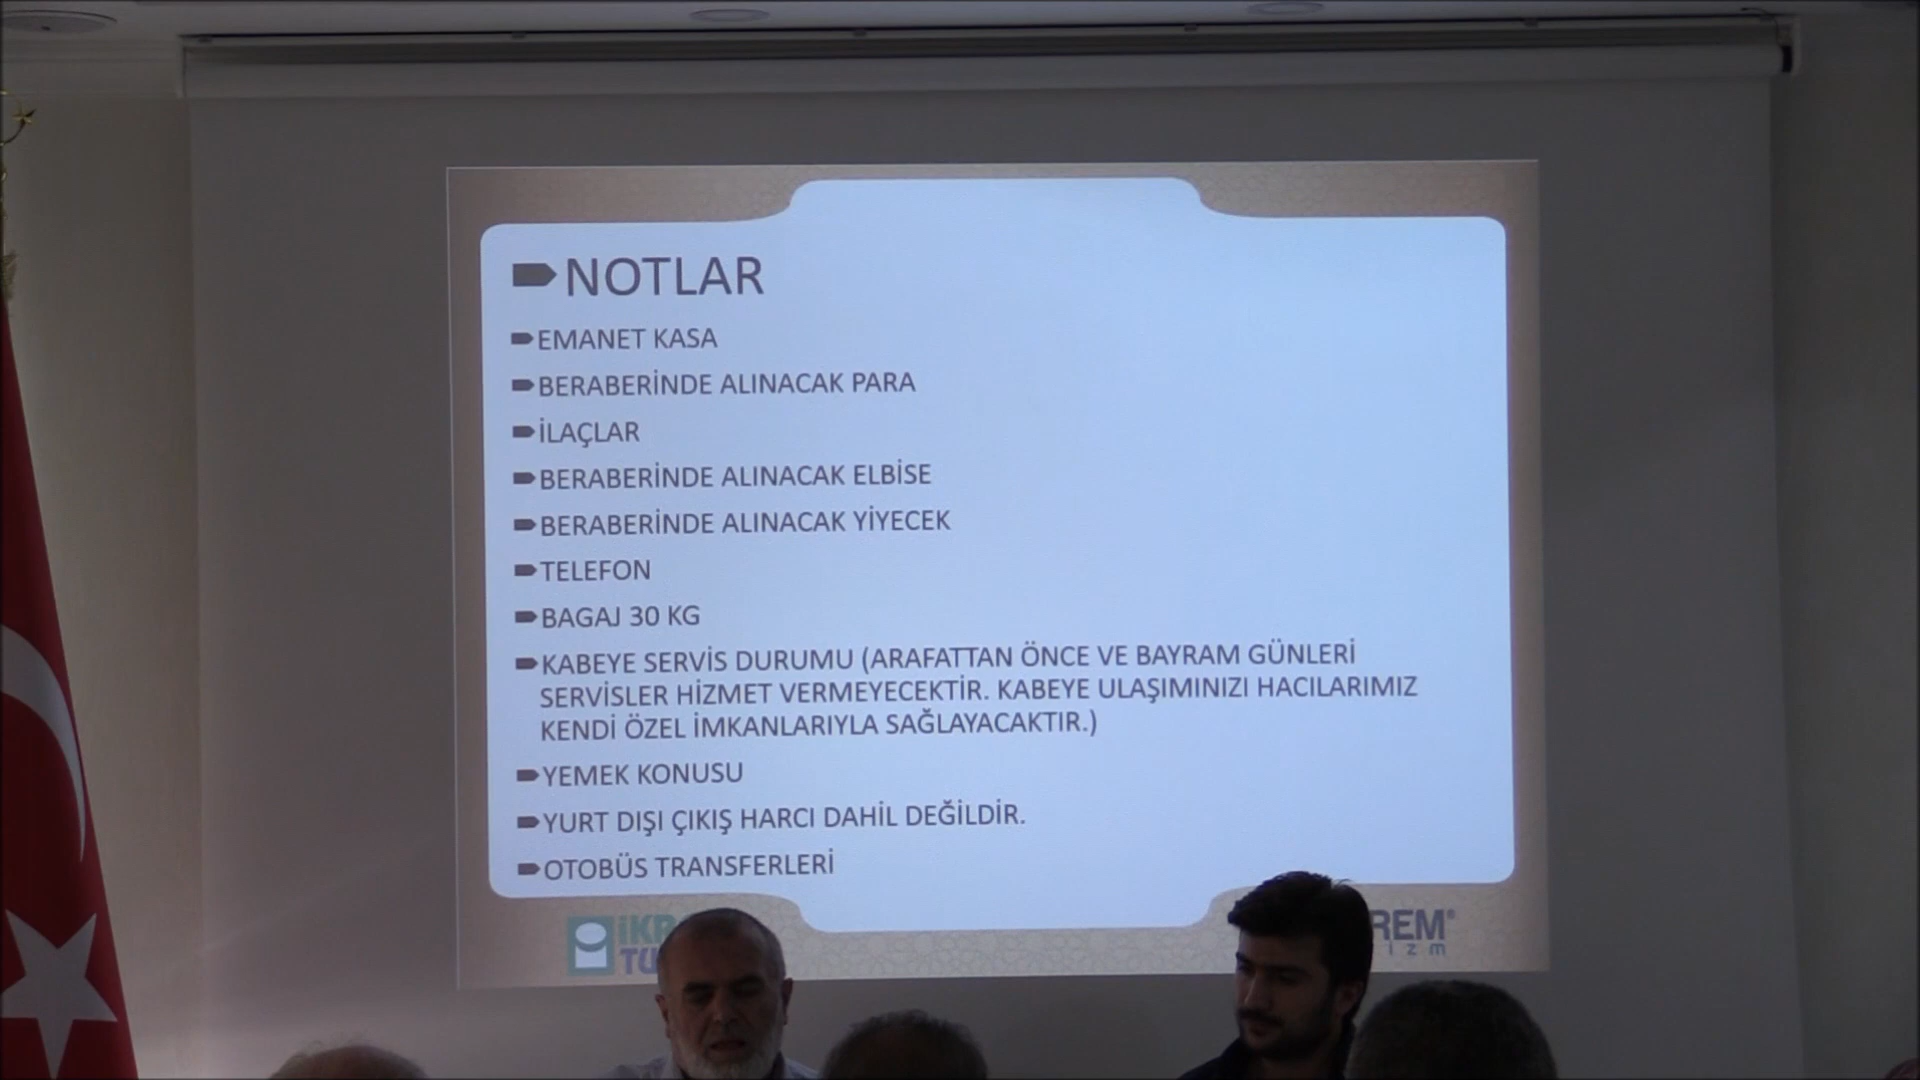 NOTLAR
EMANET KASA
BERABERİNDE ALINACAK PARA
İLAÇLAR
BERABERİNDE ALINACAK ELBİSE
BERABERİNDE ALINACAK YİYECEK
TELEFON
BAGAJ 30 KG
KABEYE SERVİS DURUMU (ARAFATTAN ÖNCE VE BAYRAM GÜNLERİ
SERVİSLER HİZMET VERMEYECEKTİR. KABEYE ULAŞIMINIZI HACILARIMIZ
KENDİ ÖZEL İMKANLARIYLA SAĞLAYACAKTIR.)
YEMEK KONUSU
YURT DIŞI ÇIKIŞ HARCI DAHİL DEĞİLDİR.
OTOBÜS TRANSFERLERİ